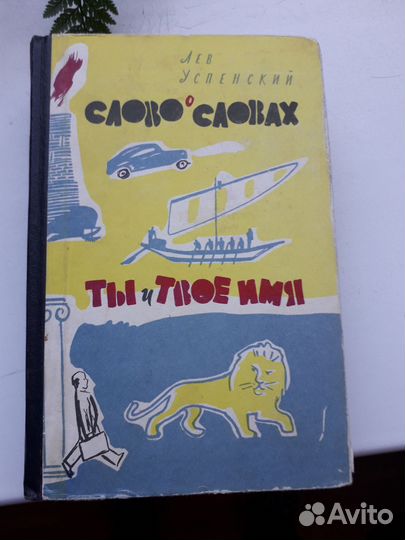 Лев
Успенский
Слово о словах
Ты и твое имя
Avito